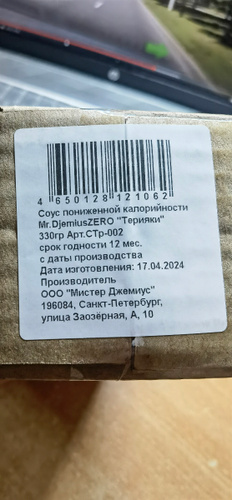 4 650128 121062
Соус пониженной калорийности
Mr.DjemiusZERO "Терияки"
330гр Арт.СТр-002
срок годности 12 мес.
с даты производства
Дата изготовления: 17.04.2024
Производитель
ООО "Мистер Джемиус"
196084, Санкт-Петербург,
улица Заозёрная, А, 10